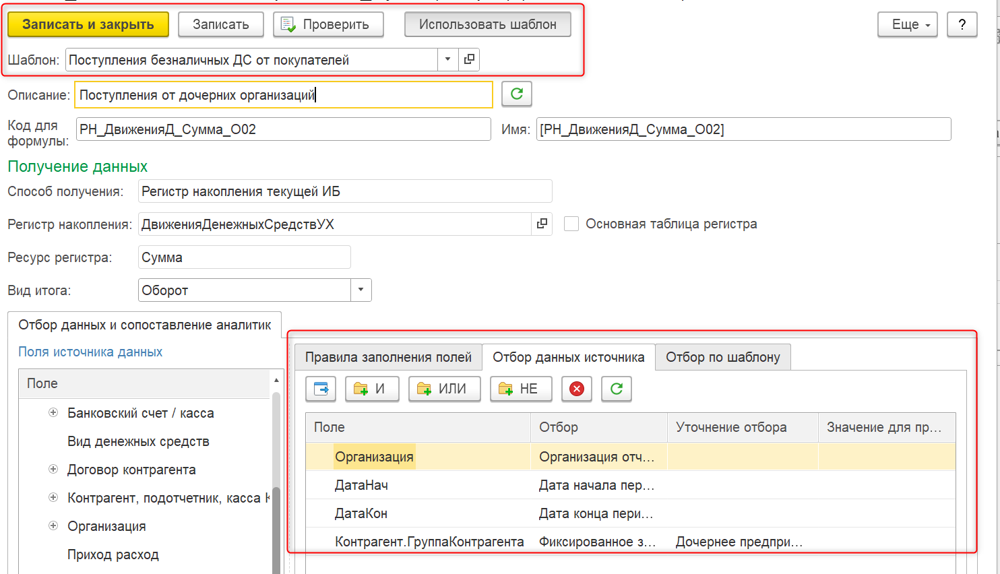 Записать и закрыть Записать Проверить Использовать шаблон Еще ?
Шаблон: Поступления безналичных ДС от покупателей
Описание: Поступления от дочерних организаций
Код для формулы: РН_ДвиженияД_Сумма_О02 Имя: [РН_ДвиженияД_Сумма_О02]
Получение данных
Способ получения: Регистр накопления текущей ИБ
Регистр накопления: ДвиженияДенежныхСредствУХ Основная таблица регистра
Ресурс регистра: Сумма
Вид итога: Оборот
Отбор данных и сопоставление аналитик
Поля источника данных
Поле
Банковский счет / касса
Вид денежных средств
Договор контрагента
Контрагент, подотчетник, касса К
Организация
Приход расход
Правила заполнения полей Отбор данных источника Отбор по шаблону
И ИЛИ НЕ
Поле Отбор Уточнение отбора Значение для пр...
Организация Организация отч...
ДатаНач Дата начала пер...
ДатаКон Дата конца пери...
Контрагент.ГруппаКонтрагента Фиксированное з... Дочернее предпри...